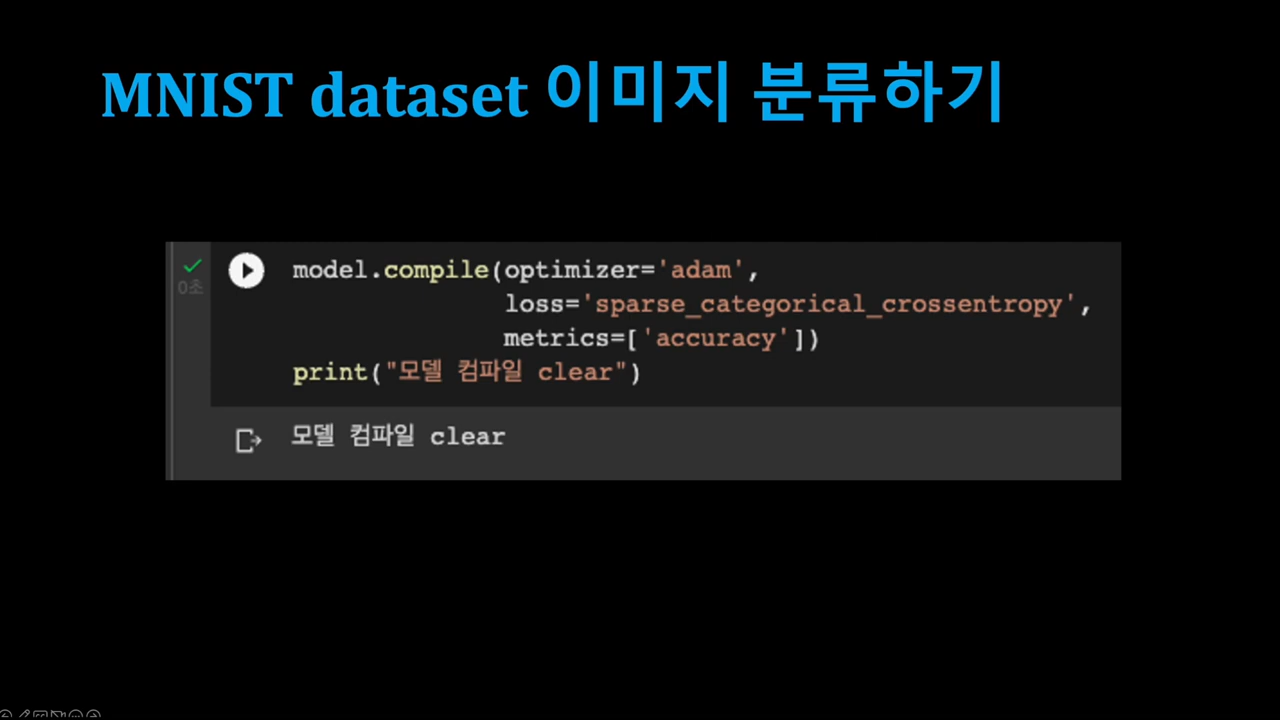 MNIST dataset 이미지 분류하기
0초
model.compile(optimizer='adam',
loss='sparse_categorical_crossentropy',
metrics=['accuracy'])
print("모델 컴파일 clear")
모델 컴파일 clear